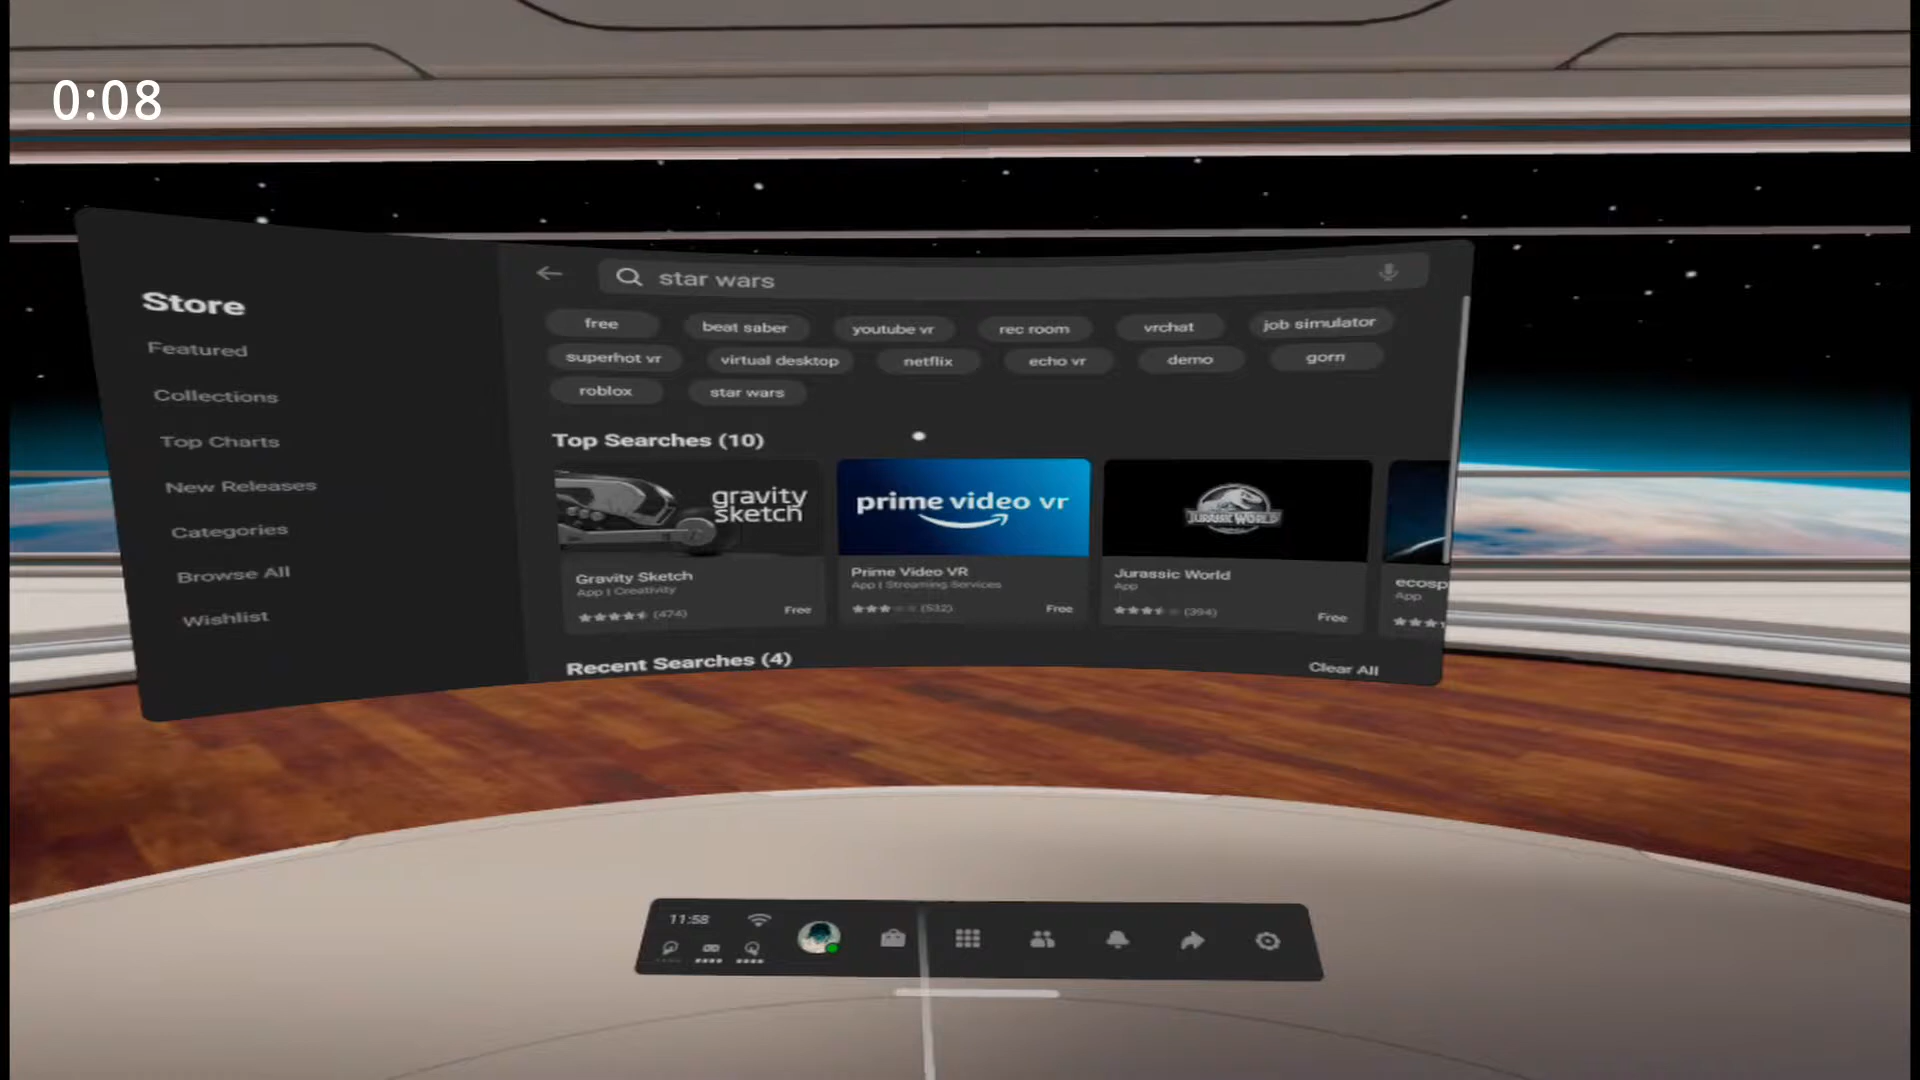 0:08
Store
Featured
Collections
Top Charts
New Releases
Categories
Browse All
Wishlist
star wars
free
beat saber
youtube vr
rec room
vrchat
job simulator
superhot vr
virtual desktop
netflix
echo vr
demo
gorn
roblox
star wars
Top Searches (10)
gravity
sketch
Gravity Sketch
App | Creativity
(474)
Free
prime video vr
Prime Video VR
App | Streaming Services
(532)
Free
JURASSIC WORLD
Jurassic World
App
(394)
Free
ecosp
App
Recent Searches (4)
Clear All
11:58